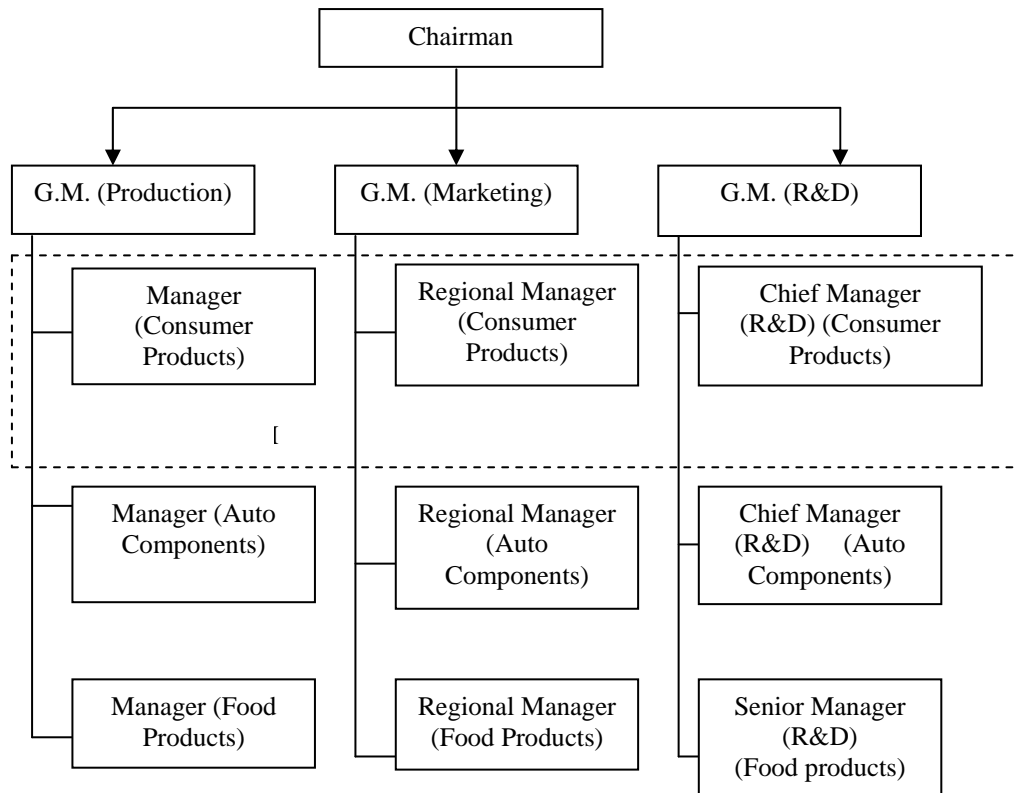 Chairman
G.M. (Production)
G.M. (Marketing)
G.M. (R&D)
Manager
(Consumer
Products)
Regional Manager
(Consumer
Products)
Chief Manager
(R&D) (Consumer
Products)
[
Manager (Auto
Components)
Regional Manager
(Auto
Components)
Chief Manager
(R&D) (Auto
Components)
Manager (Food
Products)
Regional Manager
(Food Products)
Senior Manager
(R&D)
(Food products)